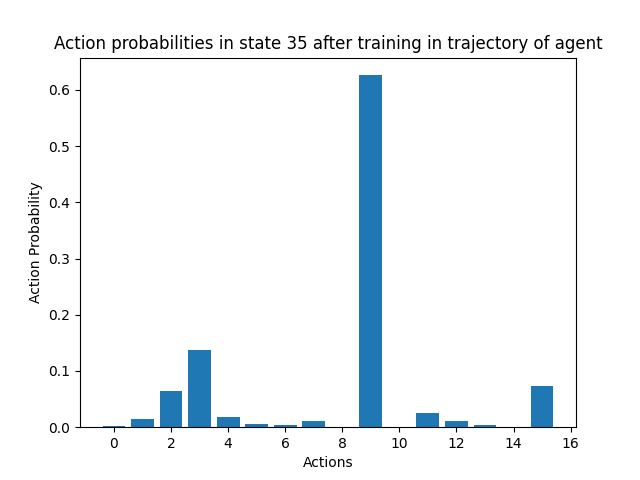 Action probabilities in state 35 after training in trajectory of agent
0.6
0.5
0.4
0.3
0.2
0.1
0.0
Action Probability
0 2 4 6 8 10 12 14 16
Actions